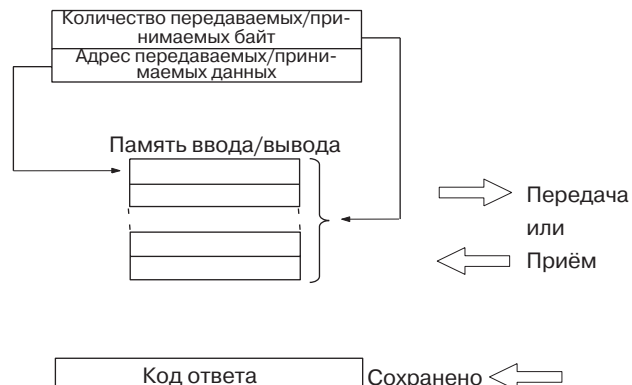 Количество передаваемых/при-
нимаемых байт
Адрес передаваемых/прини-
маемых данных
Память ввода/вывода
Передача
или
Приём
Код ответа
Сохранено